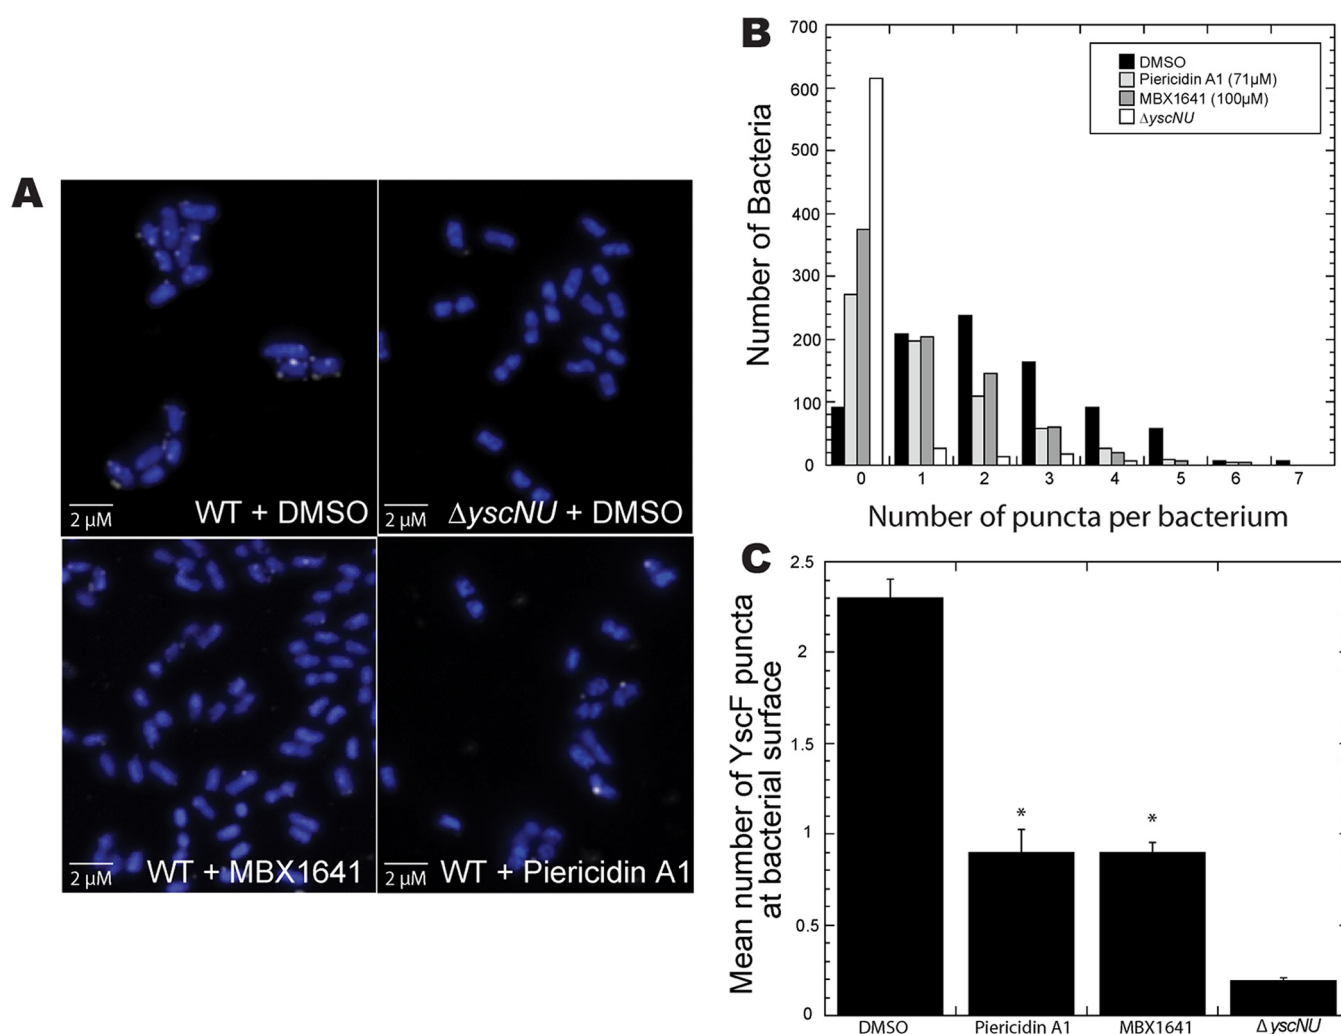 A
WT + DMSO
2 μM
ΔyscNU + DMSO
2 μM
WT + MBX1641
2 μM
WT + Piericidin A1
2 μM
B
700
600
500
400
300
200
100
0
Number of Bacteria
DMSO
Piericidin A1 (71μM)
MBX1641 (100μM)
ΔyscNU
0 1 2 3 4 5 6 7
Number of puncta per bacterium
C
2.5
2
1.5
1
0.5
0
Mean number of YscF puncta
at bacterial surface
* *
DMSO Piericidin A1 MBX1641 ΔyscNU